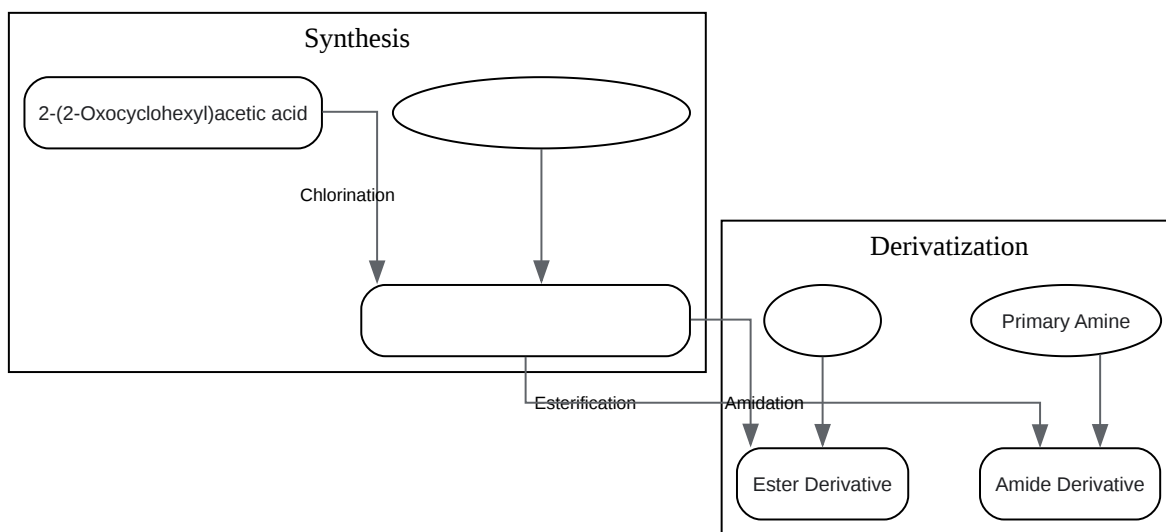 Synthesis
2-(2-Oxocyclohexyl)acetic acid
Chlorination
Derivatization
Primary Amine
Esterification
Amidation
Ester Derivative
Amide Derivative